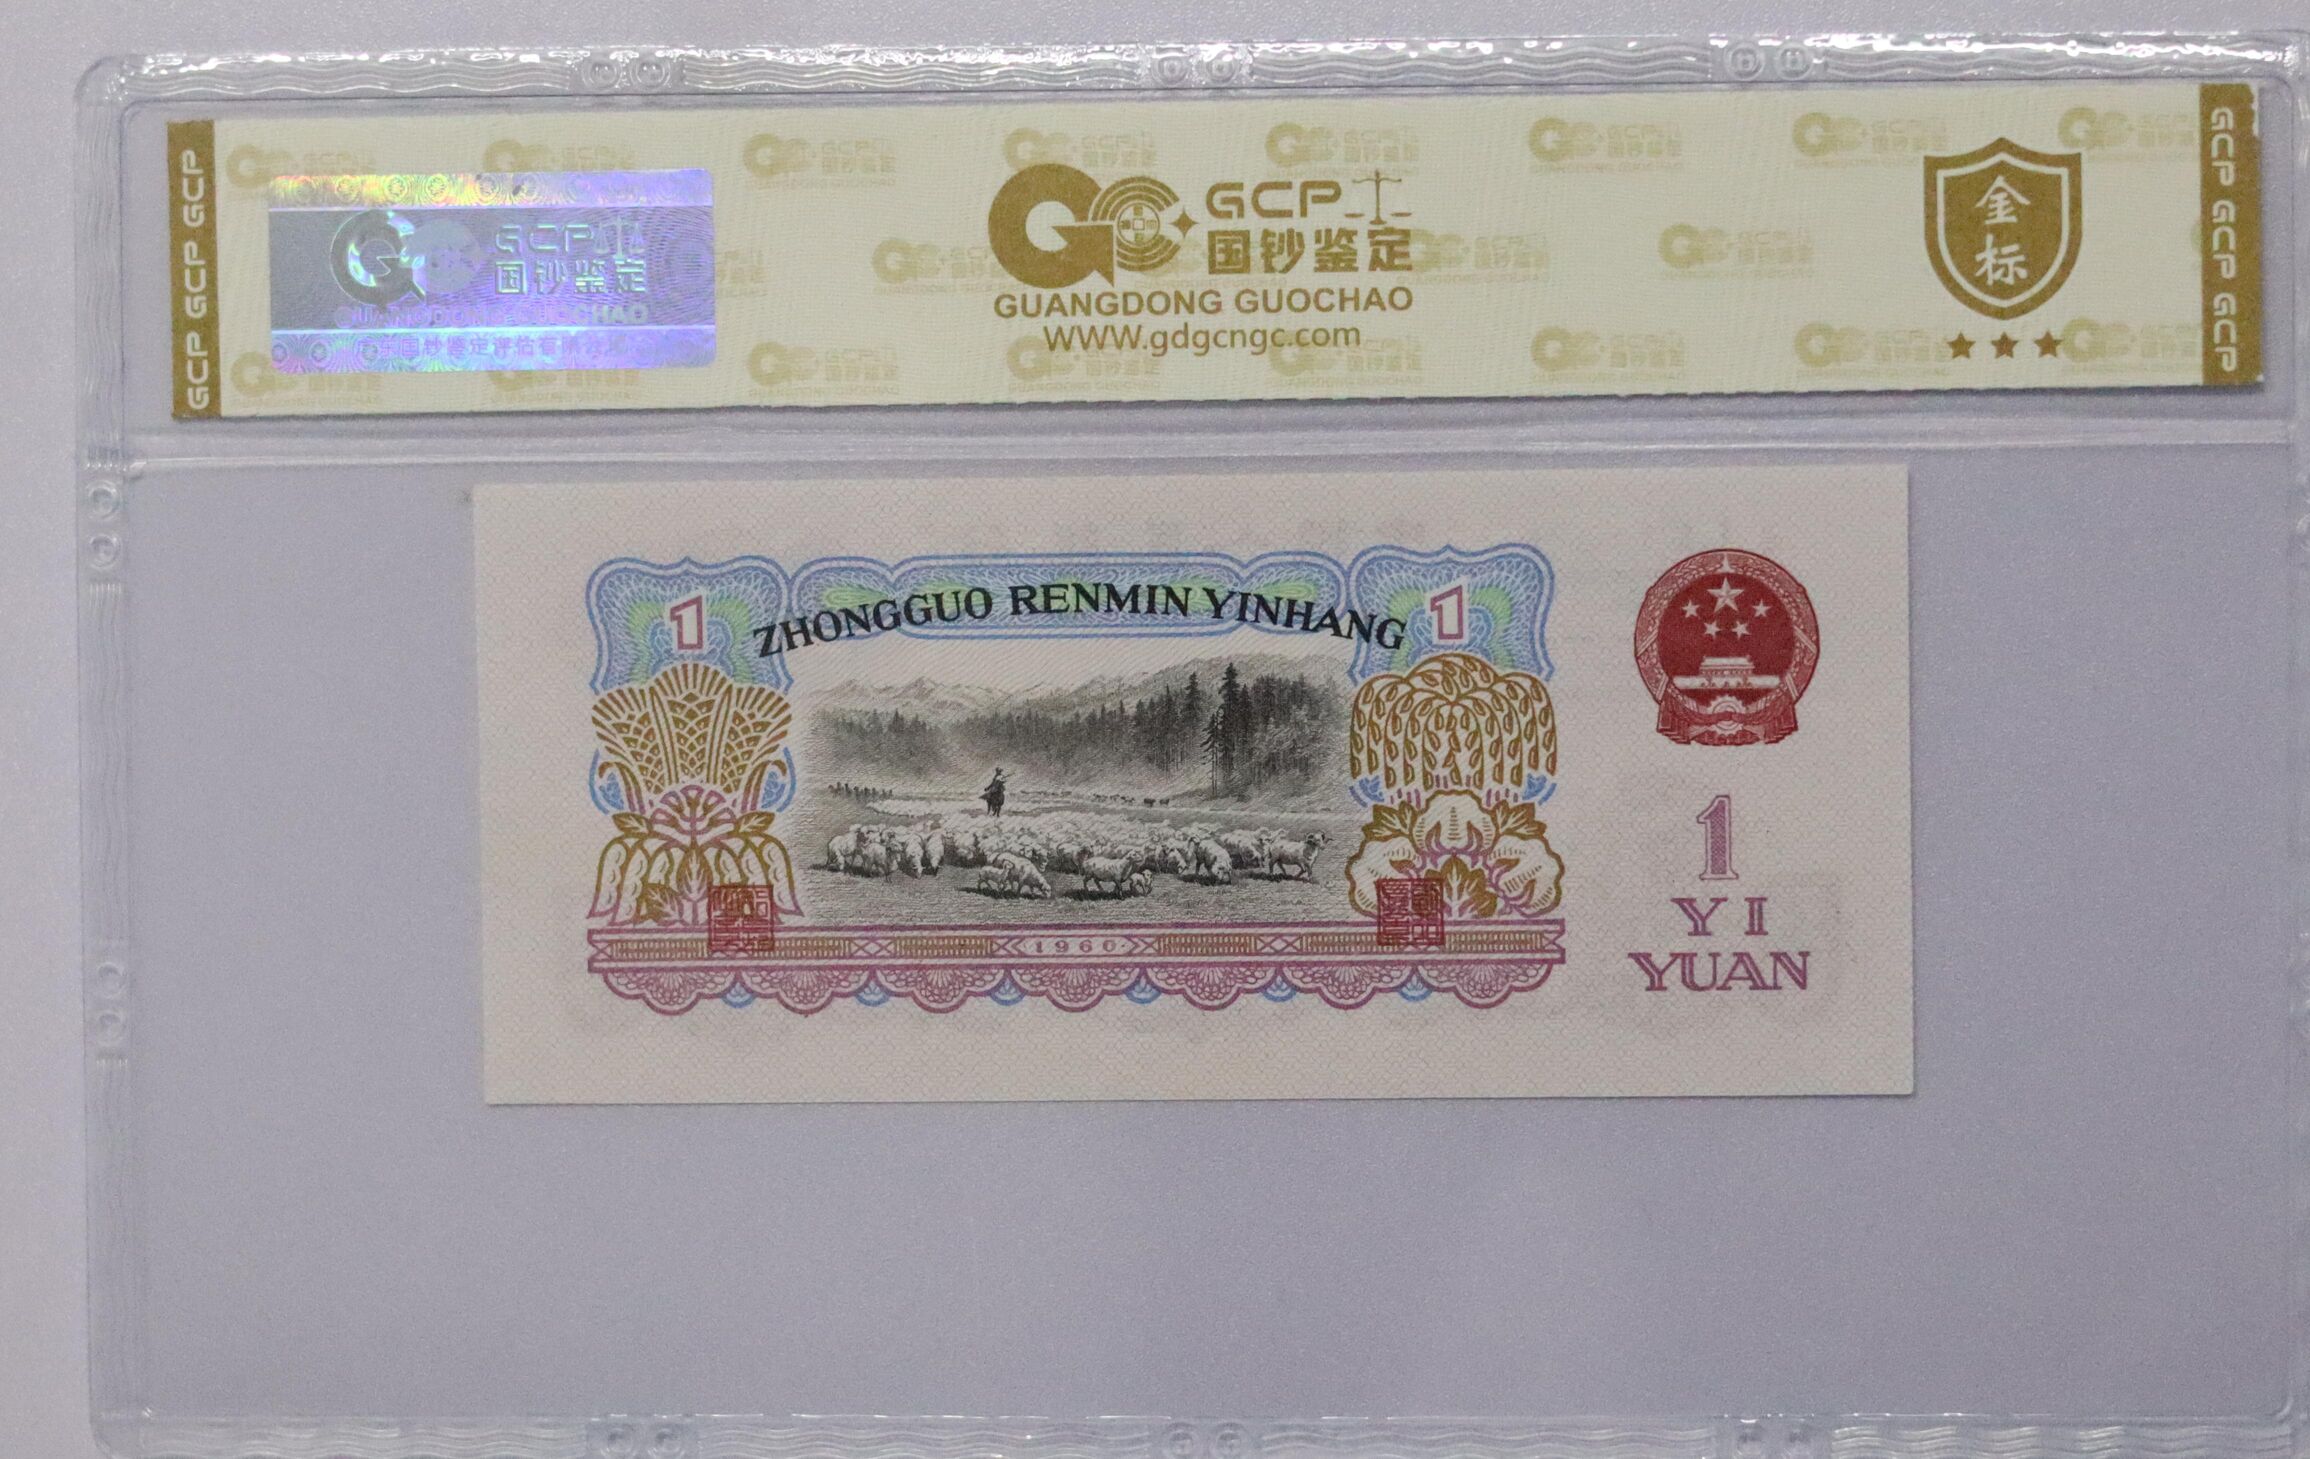 GCP GCP GCP
GCP
国钞鉴定
GUANGDONG GUOCHAO
GCP
国钞鉴定
GUANGDONG GUOCHAO
WWW.gdgcngc.com
金
标
GCP GCP GCP
ZHONGGUO RENMIN YINHANG
1
1
1960
1
YI
YUAN